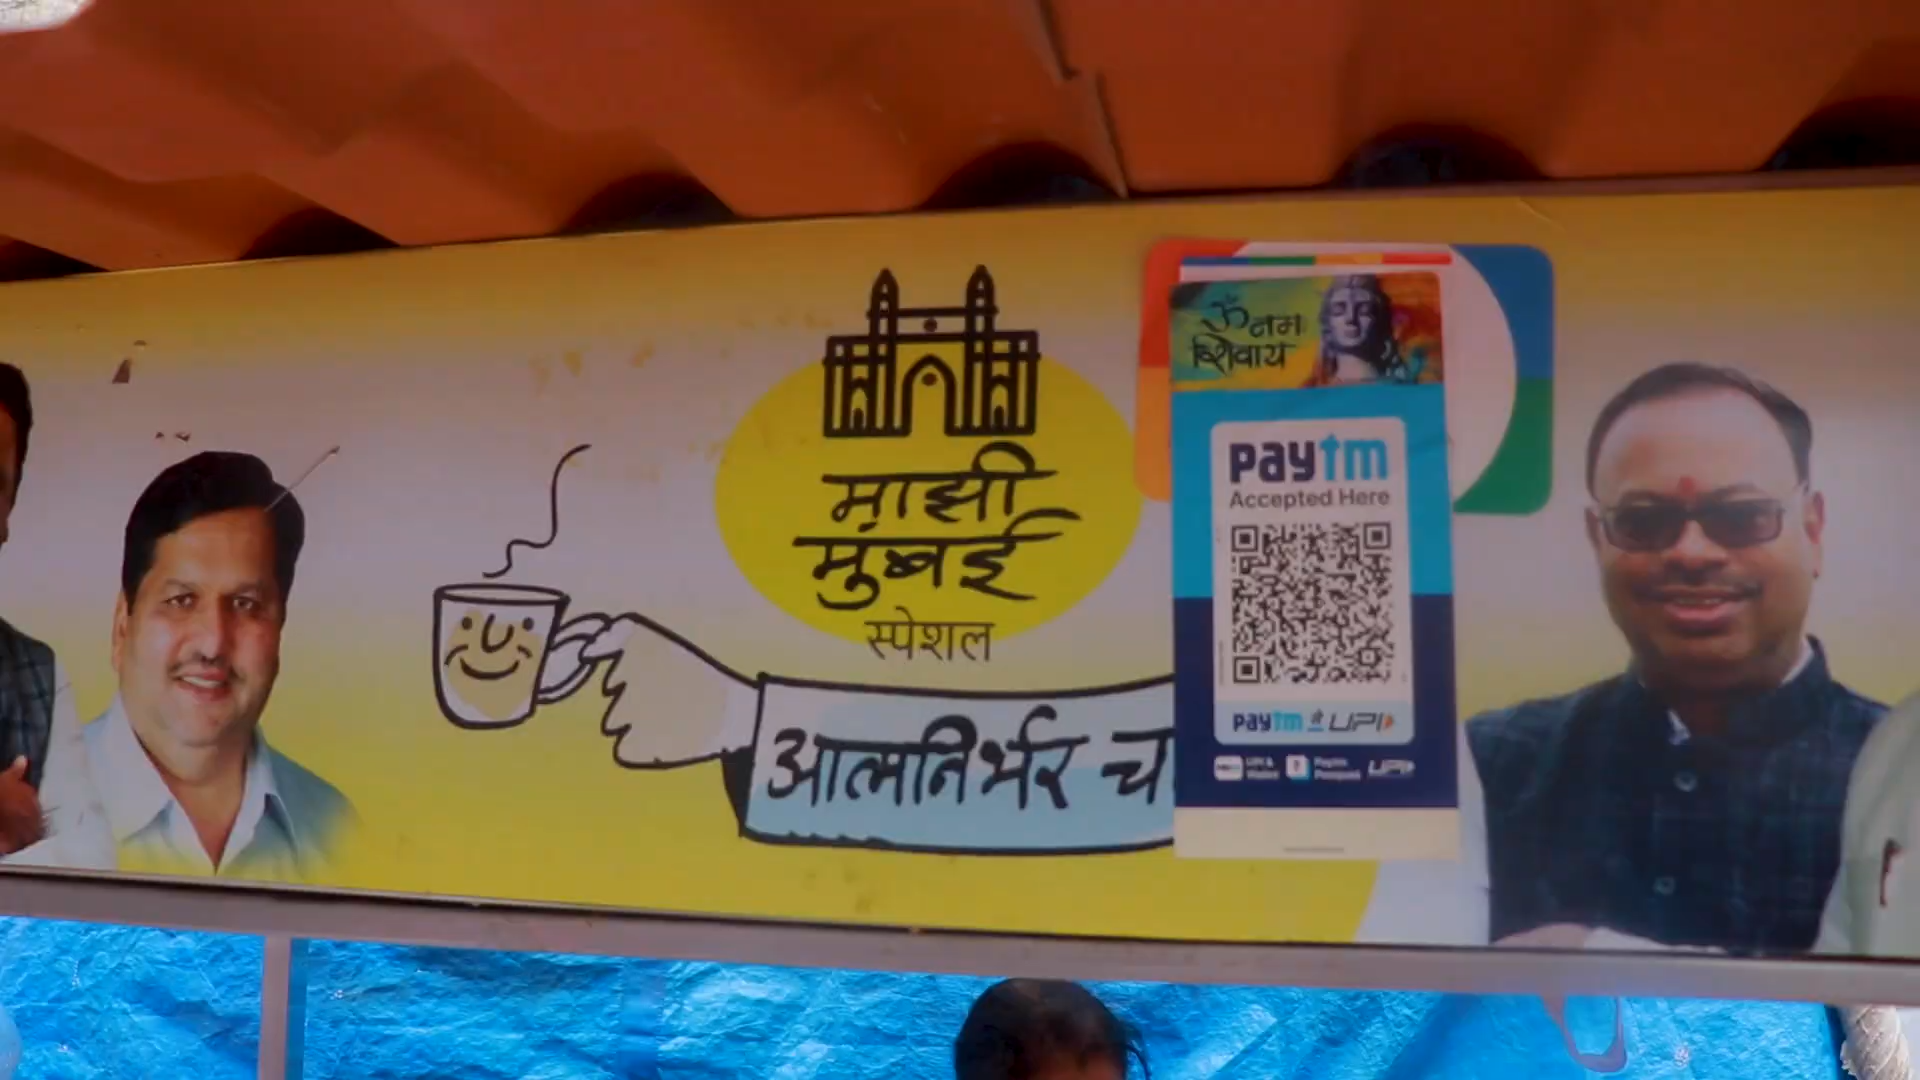 माझी
मुंबई
स्पेशल
आत्मनिर्भर
ॐ नमः
शिवाय
paytm
Accepted Here
paytm से UPI
UPI